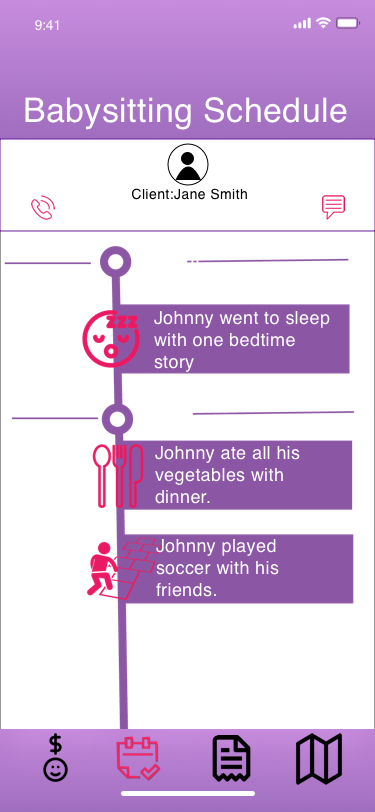 9:41
Babysitting Schedule
Client:Jane Smith
zzz
Johnny went to sleep
with one bedtime
story
Johnny ate all his
vegetables with
dinner.
Johnny played
soccer with his
friends.
$